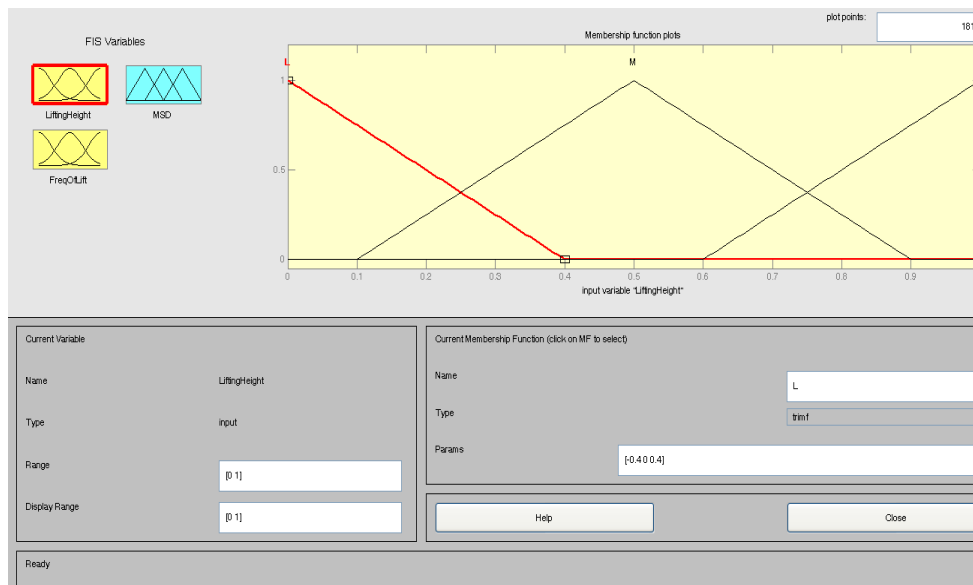 plot points:
181
FIS Variables
Membership function plots
L
M
LiftingHeight
MSD
FreqOfLift
1
0.5
0
0 0.1 0.2 0.3 0.4 0.5 0.6 0.7 0.8 0.9
input variable "LiftingHeight"
Current Variable
Name LiftingHeight
Type input
Range [0 1]
Display Range [0 1]
Current Membership Function (click on MF to select)
Name L
Type trimf
Params [-0.4 0 0.4]
Help Close
Ready